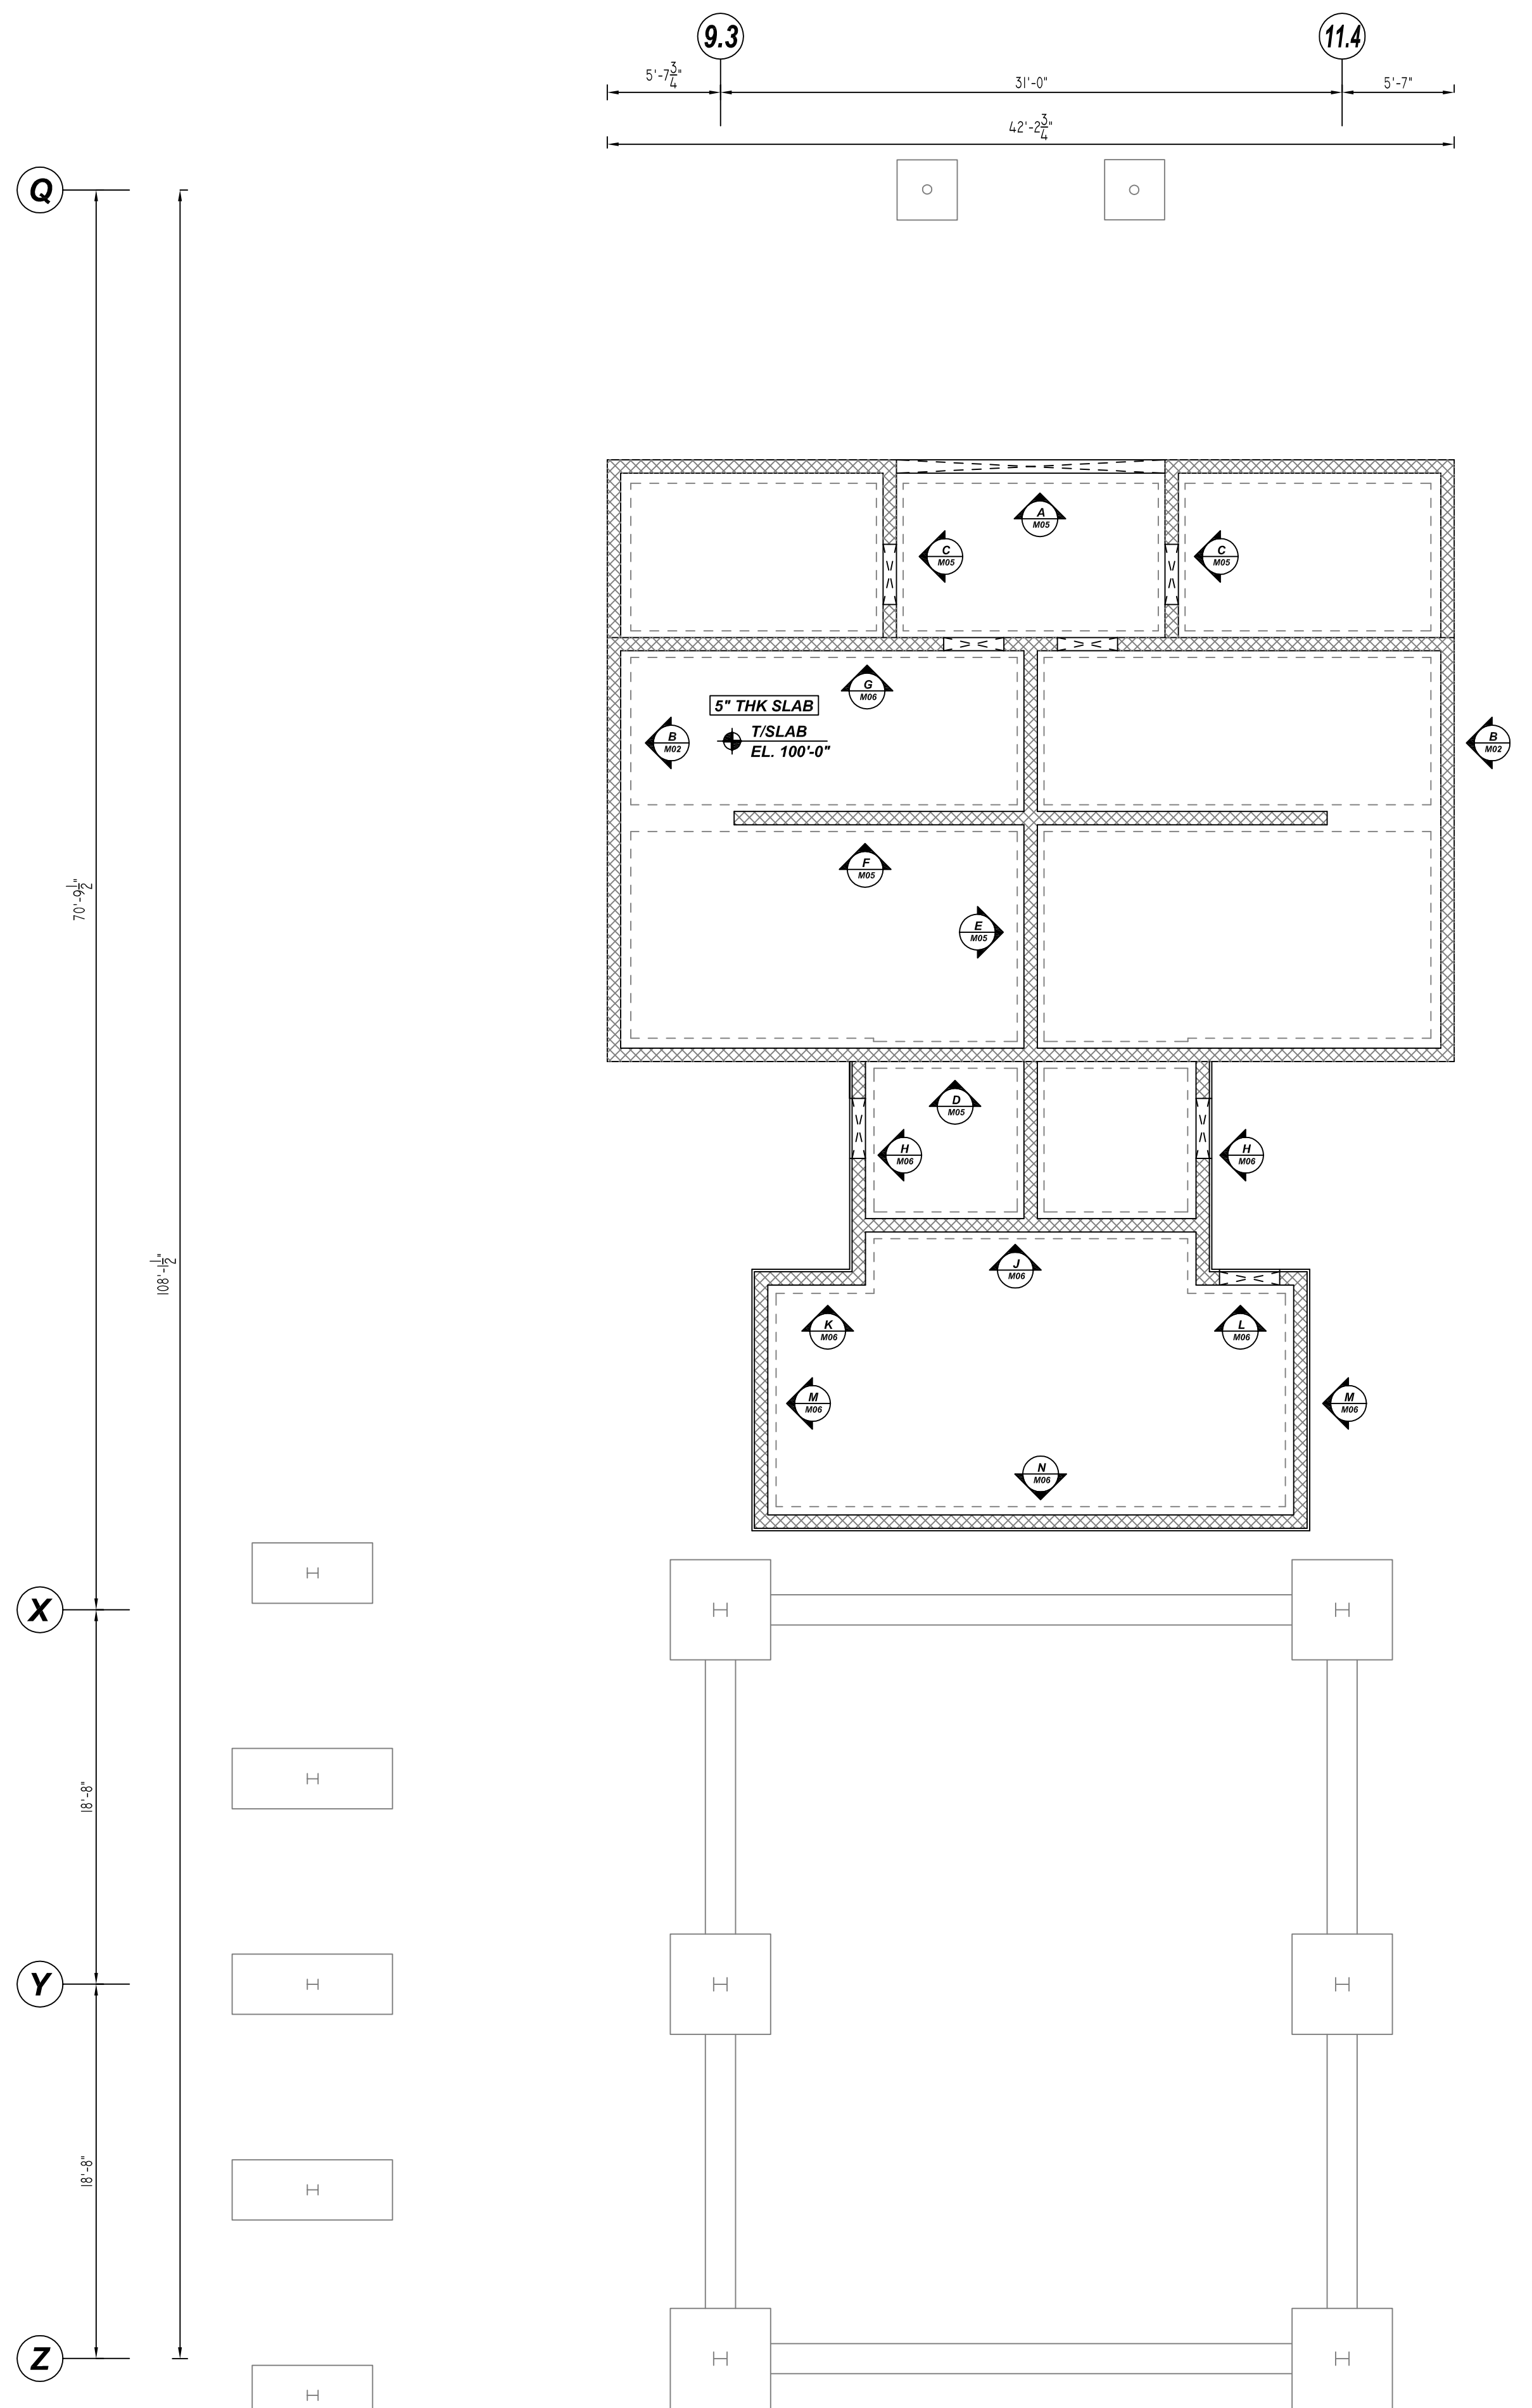 9.3
11.4
5'-7 3/4"
31'-0"
5'-7"
42'-2 3/4"
Q
A
M05
C
M05
C
M05
G
M06
5" THK SLAB
T/SLAB
EL. 100'-0"
B
M02
B
M02
F
M05
70'-9 1/2"
E
M05
D
M05
H
M06
H
M06
108'-1 1/2"
J
M06
K
M06
L
M06
M
M06
M
M06
N
M06
X
18'-8"
Y
18'-8"
Z